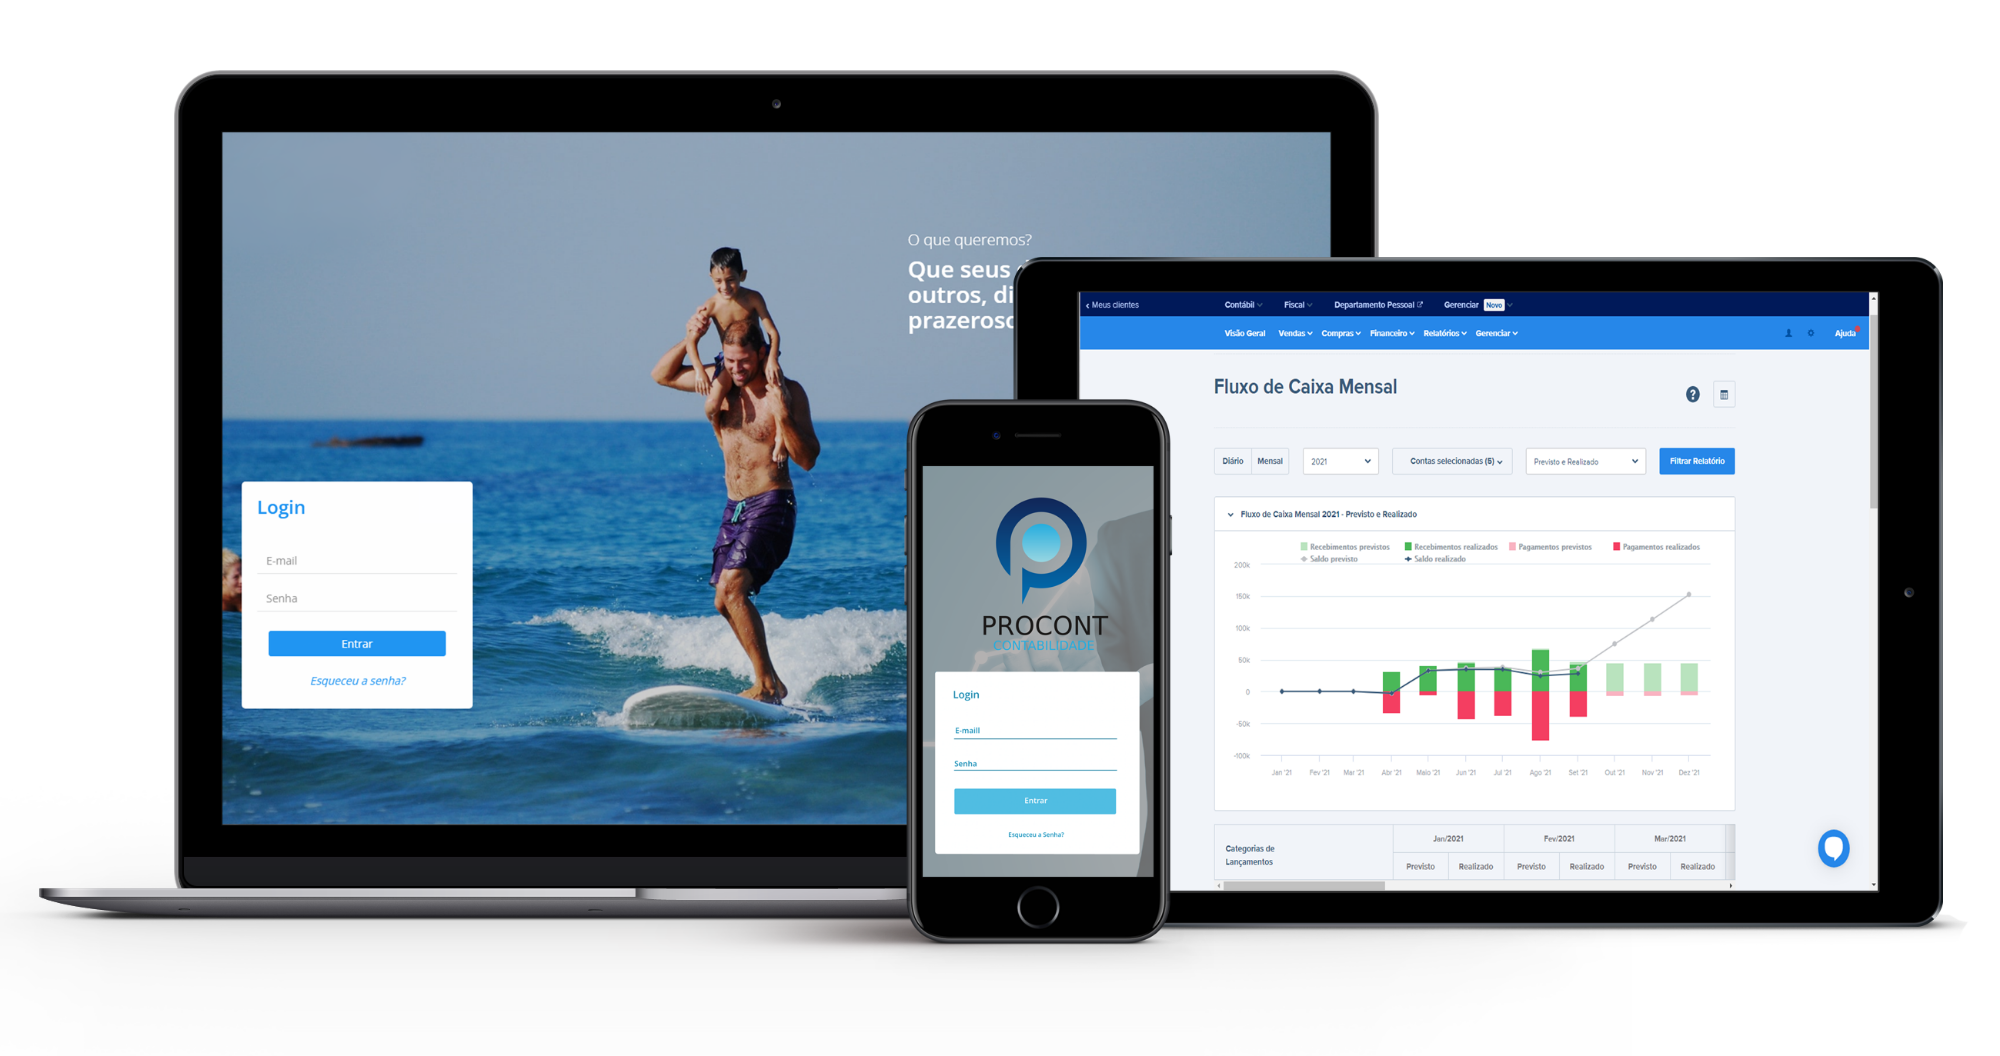 O que queremos?
Que seus
outros, di
prazeroso
Login
E-mail
Senha
Entrar
Esqueceu a senha?
PROCONT
CONTABILIDADE
Login
E-maill
Senha
Entrar
Esqueceu a Senha?
‹ Meus clientes Contábil Fiscal Departamento Pessoal Gerenciar Novo
Visão Geral Vendas Compras Financeiro Relatórios Gerenciar Ajuda
Fluxo de Caixa Mensal
?
Diário Mensal 2021 Contas selecionadas (5) Previsto e Realizado Filtrar Relatório
Fluxo de Caixa Mensal 2021 - Previsto e Realizado
Recebimentos previstos Recebimentos realizados Pagamentos previstos Pagamentos realizados
Saldo previsto Saldo realizado
200k
150k
100k
50k
0
-50k
-100k
Jan '21 Fev '21 Mar '21 Abr '21 Maio '21 Jun '21 Jul '21 Ago '21 Set '21 Out '21 Nov '21 Dez '21
Jan/2021 Fev/2021 Mar/2021
Categorias de
Lançamentos
Previsto Realizado Previsto Realizado Previsto Realizado